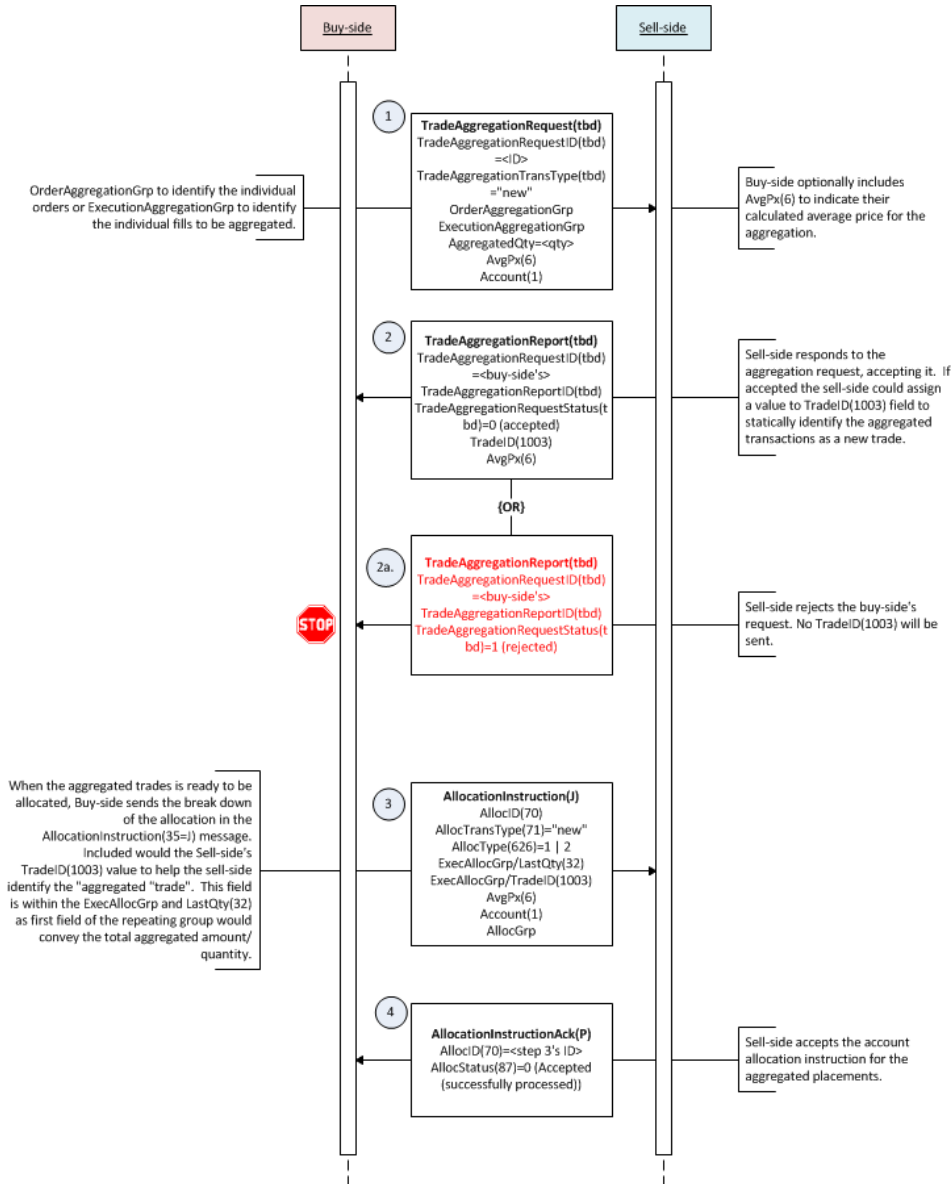 Buy-side
Sell-side
1
TradeAggregationRequest(tbd)
TradeAggregationRequestID(tbd)
=<ID>
TradeAggregationTransType(tbd)
="new"
OrderAggregationGrp
ExecutionAggregationGrp
AggregatedQty=<qty>
AvgPx(6)
Account(1)
OrderAggregationGrp to identify the individual
orders or ExecutionAggregationGrp to identify
the individual fills to be aggregated.
Buy-side optionally includes
AvgPx(6) to indicate their
calculated average price for the
aggregation.
2
TradeAggregationReport(tbd)
TradeAggregationRequestID(tbd)
=<buy-side's>
TradeAggregationReportID(tbd)
TradeAggregationRequestStatus(t
bd)=0 (accepted)
TradeID(1003)
AvgPx(6)
Sell-side responds to the
aggregation request, accepting it.  If
accepted the sell-side could assign
a value to TradeID(1003) field to
statically identify the aggregated
transactions as a new trade.
{OR}
2a.
TradeAggregationReport(tbd)
TradeAggregationRequestID(tbd)
=<buy-side's>
TradeAggregationReportID(tbd)
TradeAggregationRequestStatus(t
bd)=1 (rejected)
STOP
Sell-side rejects the buy-side's
request. No TradeID(1003) will be
sent.
When the aggregated trades is ready to be
allocated, Buy-side sends the break down
of the allocation in the
AllocationInstruction(35=J) message.
Included would the Sell-side's
TradeID(1003) value to help the sell-side
identify the "aggregated "trade".  This field
is within the ExecAllocGrp and LastQty(32)
as first field of the repeating group would
convey the total aggregated amount/
quantity.
3
AllocationInstruction(J)
AllocID(70)
AllocTransType(71)="new"
AllocType(626)=1 | 2
ExecAllocGrp/LastQty(32)
ExecAllocGrp/TradeID(1003)
AvgPx(6)
Account(1)
AllocGrp
4
AllocationInstructionAck(P)
AllocID(70)=<step 3's ID>
AllocStatus(87)=0 (Accepted
(successfully processed))
Sell-side accepts the account
allocation instruction for the
aggregated placements.